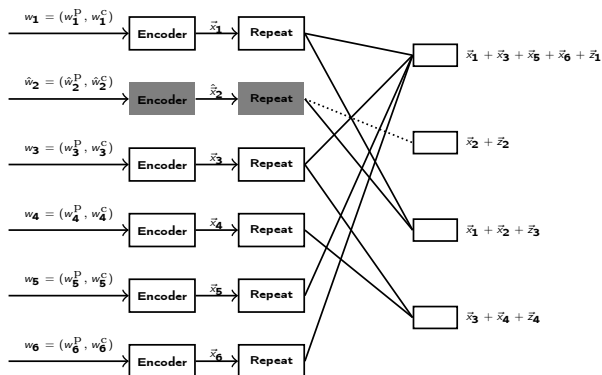 w₁ = (w₁ᵖ, w₁ᶜ) Encoder x⃗₁ Repeat
ŵ₂ = (ŵ₂ᵖ, ŵ₂ᶜ) Encoder x̂⃗₂ Repeat
w₃ = (w₃ᵖ, w₃ᶜ) Encoder x⃗₃ Repeat
w₄ = (w₄ᵖ, w₄ᶜ) Encoder x⃗₄ Repeat
w₅ = (w₅ᵖ, w₅ᶜ) Encoder x⃗₅ Repeat
w₆ = (w₆ᵖ, w₆ᶜ) Encoder x⃗₆ Repeat
x⃗₁ + x⃗₃ + x⃗₅ + x⃗₆ + z⃗₁
x⃗₂ + z⃗₂
x⃗₁ + x⃗₂ + z⃗₃
x⃗₃ + x⃗₄ + z⃗₄